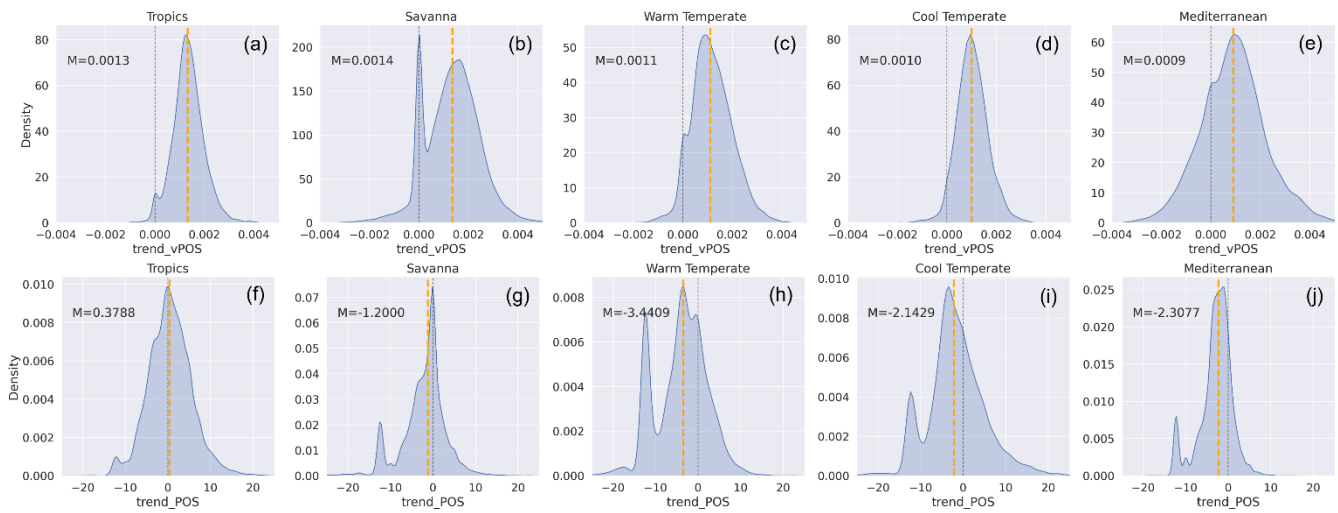 Tropics
(a)
M=0.0013
80
60
40
20
0
Density
−0.004 −0.002 0.000 0.002 0.004
trend_vPOS
Savanna
(b)
M=0.0014
200
150
100
50
0
−0.004 −0.002 0.000 0.002 0.004
trend_vPOS
Warm Temperate
(c)
M=0.0011
50
40
30
20
10
0
−0.004 −0.002 0.000 0.002 0.004
trend_vPOS
Cool Temperate
(d)
M=0.0010
80
60
40
20
0
−0.004 −0.002 0.000 0.002 0.004
trend_vPOS
Mediterranean
(e)
M=0.0009
60
50
40
30
20
10
0
−0.004 −0.002 0.000 0.002 0.004
trend_vPOS
Tropics
(f)
M=0.3788
0.010
0.008
0.006
0.004
0.002
0.000
Density
−20 −10 0 10 20
trend_POS
Savanna
(g)
M=-1.2000
0.07
0.06
0.05
0.04
0.03
0.02
0.01
0.00
−20 −10 0 10 20
trend_POS
Warm Temperate
(h)
M=-3.4409
0.008
0.006
0.004
0.002
0.000
−20 −10 0 10 20
trend_POS
Cool Temperate
(i)
M=-2.1429
0.010
0.008
0.006
0.004
0.002
0.000
−20 −10 0 10 20
trend_POS
Mediterranean
(j)
M=-2.3077
0.025
0.020
0.015
0.010
0.005
0.000
−20 −10 0 10 20
trend_POS